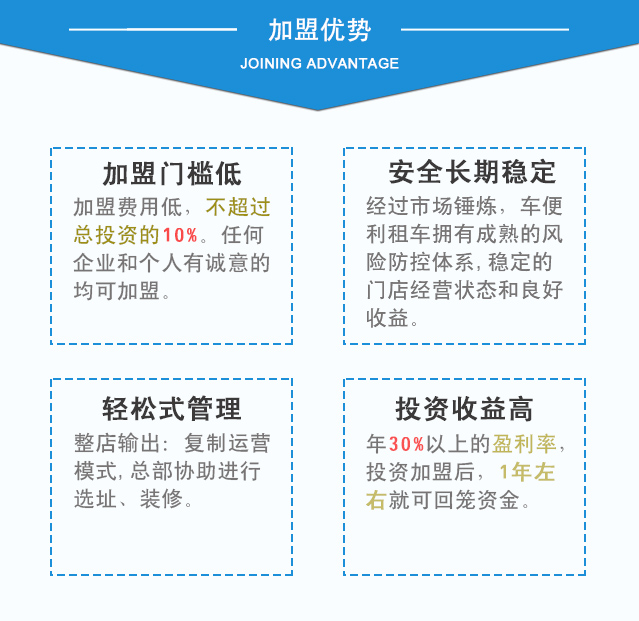 加盟优势
JOINING ADVANTAGE
加盟门槛低
加盟费用低，不超过
总投资的10%。任何
企业和个人有诚意的
均可加盟。
安全长期稳定
经过市场锤炼，车便
利租车拥有成熟的风
险防控体系,稳定的
门店经营状态和良好
收益。
轻松式管理
整店输出：复制运营
模式,总部协助进行
选址、装修。
投资收益高
年30%以上的盈利率,
投资加盟后，1年左
右就可回笼资金。